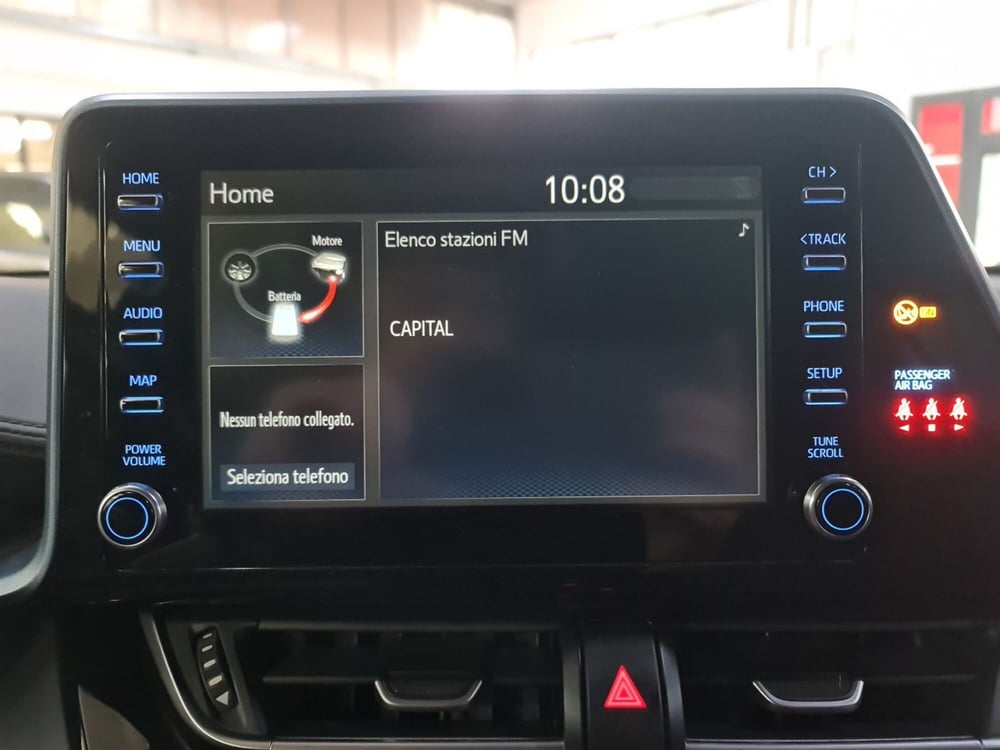 HOME
MENU
AUDIO
MAP
POWER
VOLUME
Home
10:08
Motore
Batteria
Nessun telefono collegato.
Seleziona telefono
Elenco stazioni FM
CAPITAL
CH >
< TRACK
PHONE
SETUP
TUNE
SCROLL
PASSENGER
AIR BAG